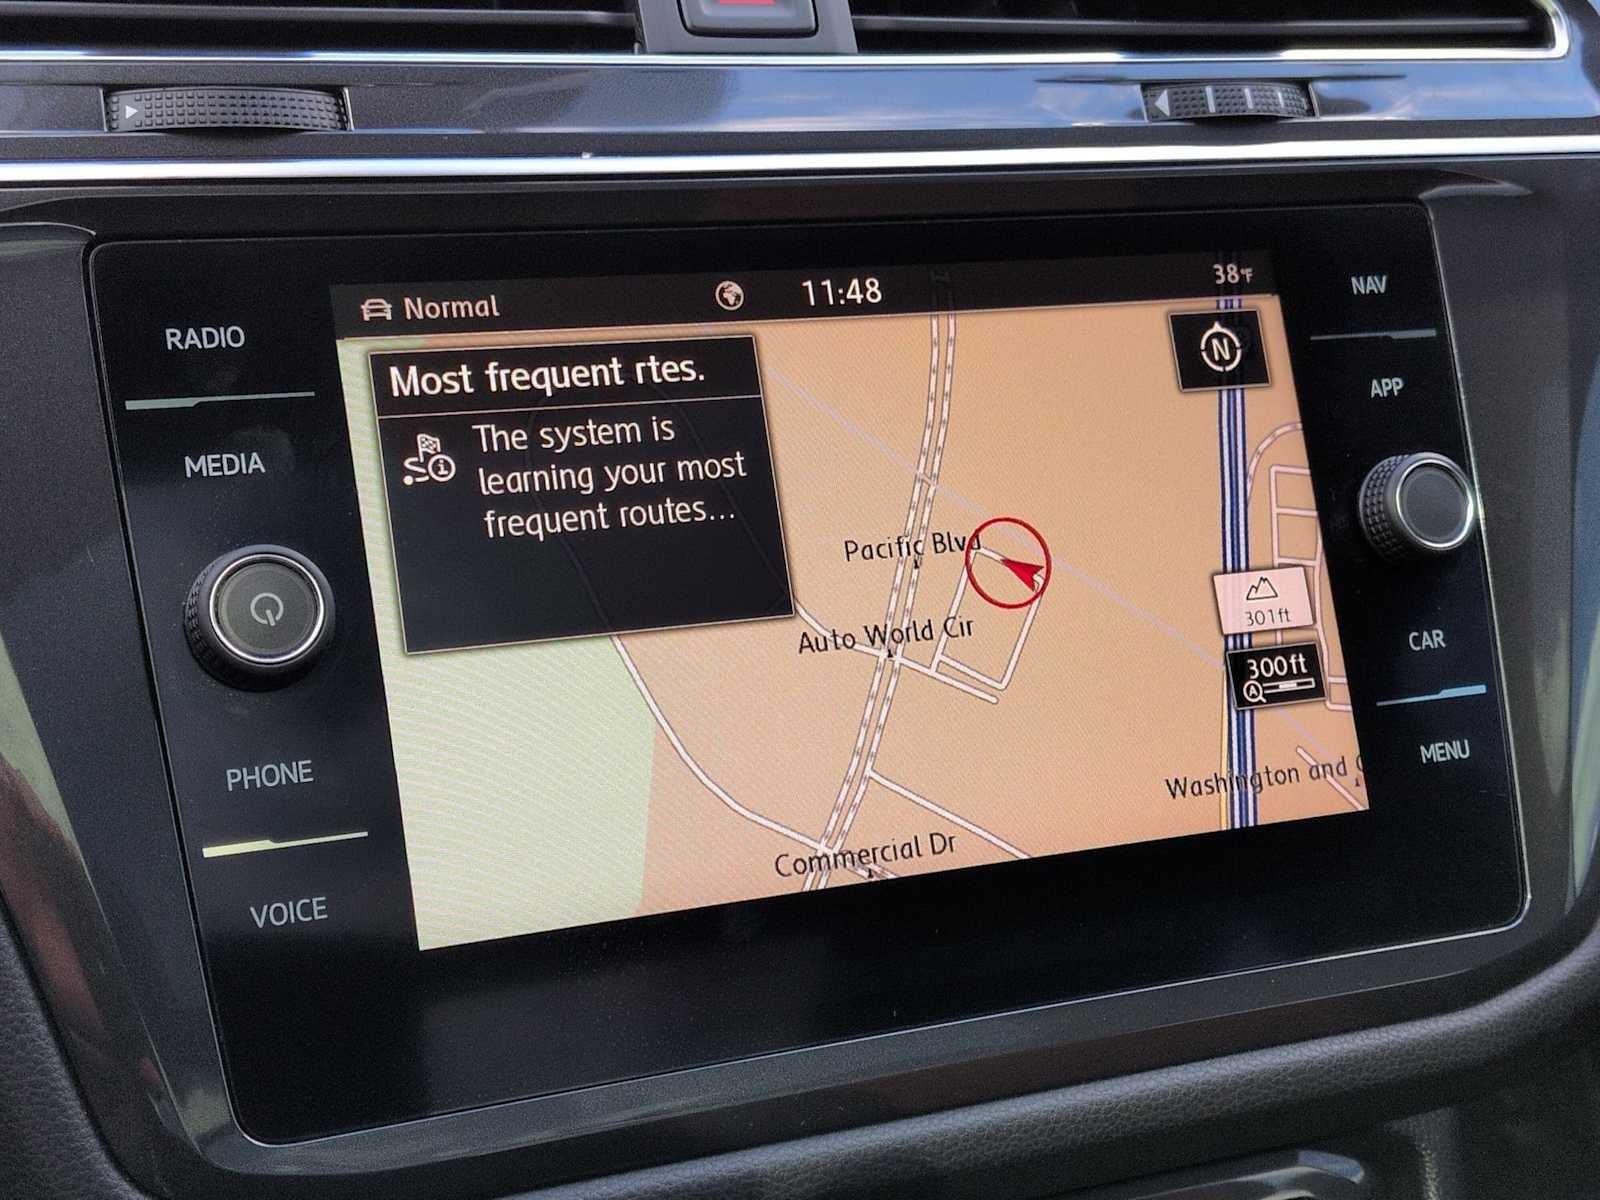 Normal
11:48
38°F
N
Most frequent rtes.
The system is
learning your most
frequent routes...
Pacific Blvd
Auto World Cir
301ft
300ft
A
Washington and
Commercial Dr
RADIO
MEDIA
PHONE
VOICE
NAV
APP
CAR
MENU